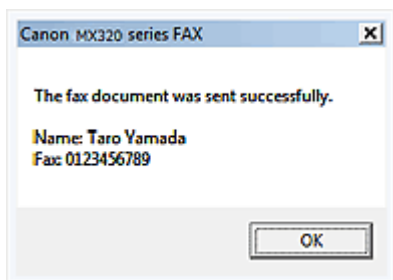 Canon MX320 series FAX
The fax document was sent successfully.
Name: Taro Yamada
Fax: 0123456789
OK